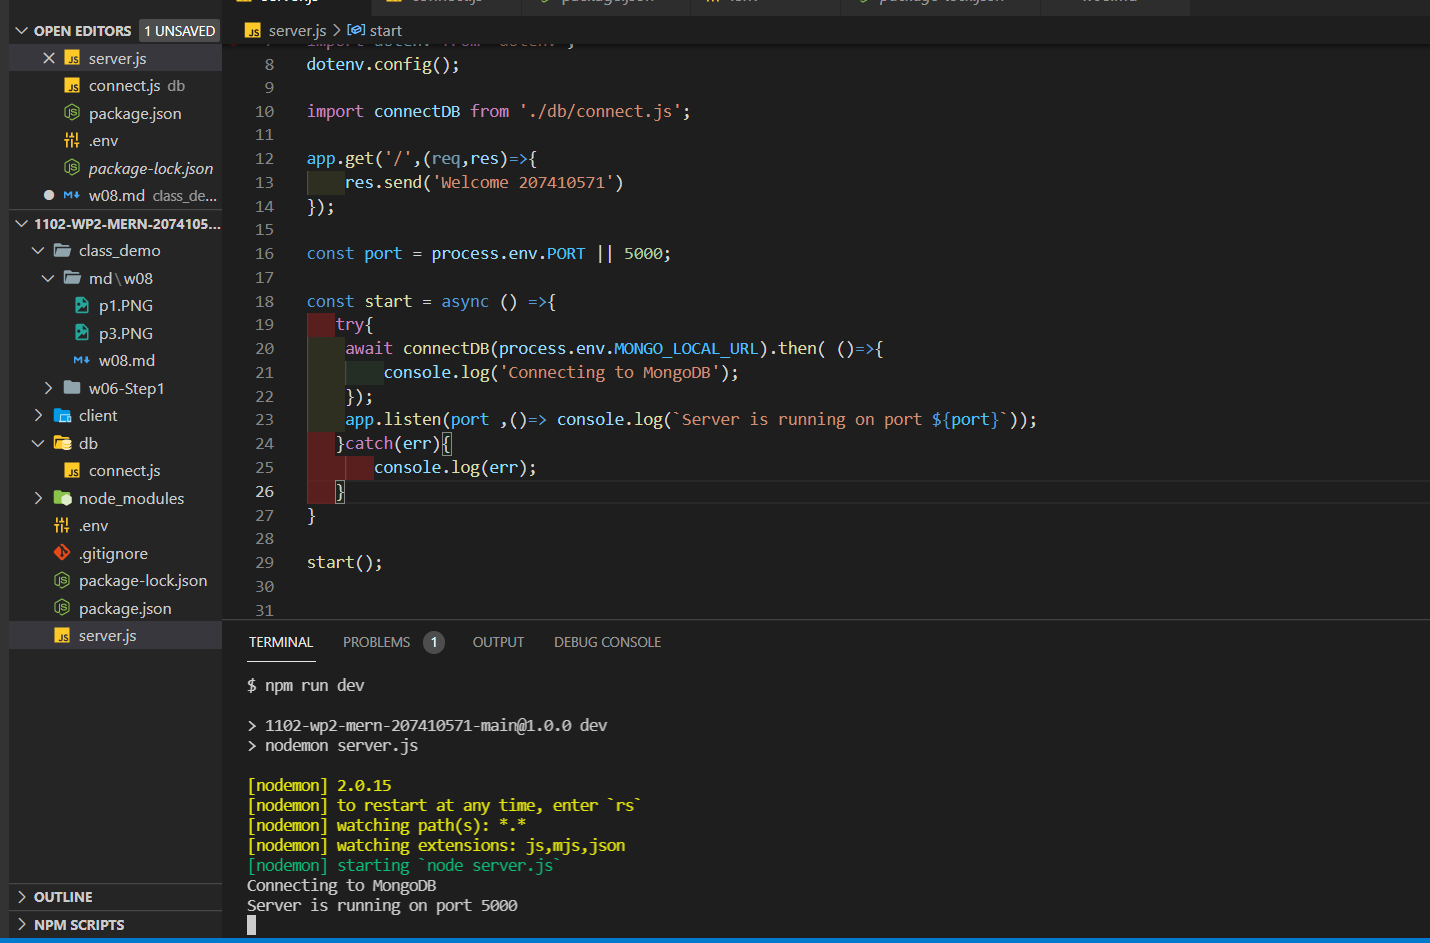 OPEN EDITORS 1 UNSAVED
server.js
connect.js db
package.json
.env
package-lock.json
w08.md class_de...
1102-WP2-MERN-2074105...
class_demo
md\w08
p1.PNG
p3.PNG
w08.md
w06-Step1
client
db
connect.js
node_modules
.env
.gitignore
package-lock.json
package.json
server.js
OUTLINE
NPM SCRIPTS
server.js > start
8 dotenv.config();
9
10 import connectDB from './db/connect.js';
11
12 app.get('/',(req,res)=>{
13 res.send('Welcome 207410571')
14 });
15
16 const port = process.env.PORT || 5000;
17
18 const start = async () =>{
19 try{
20 await connectDB(process.env.MONGO_LOCAL_URL).then( ()=>{
21 console.log('Connecting to MongoDB');
22 });
23 app.listen(port ,()=> console.log(`Server is running on port ${port}`));
24 }catch(err){
25 console.log(err);
26 }
27 }
28
29 start();
30
31
TERMINAL PROBLEMS 1 OUTPUT DEBUG CONSOLE
$ npm run dev
> 1102-wp2-mern-207410571-main@1.0.0 dev
> nodemon server.js
[nodemon] 2.0.15
[nodemon] to restart at any time, enter `rs`
[nodemon] watching path(s): *.*
[nodemon] watching extensions: js,mjs,json
[nodemon] starting `node server.js`
Connecting to MongoDB
Server is running on port 5000